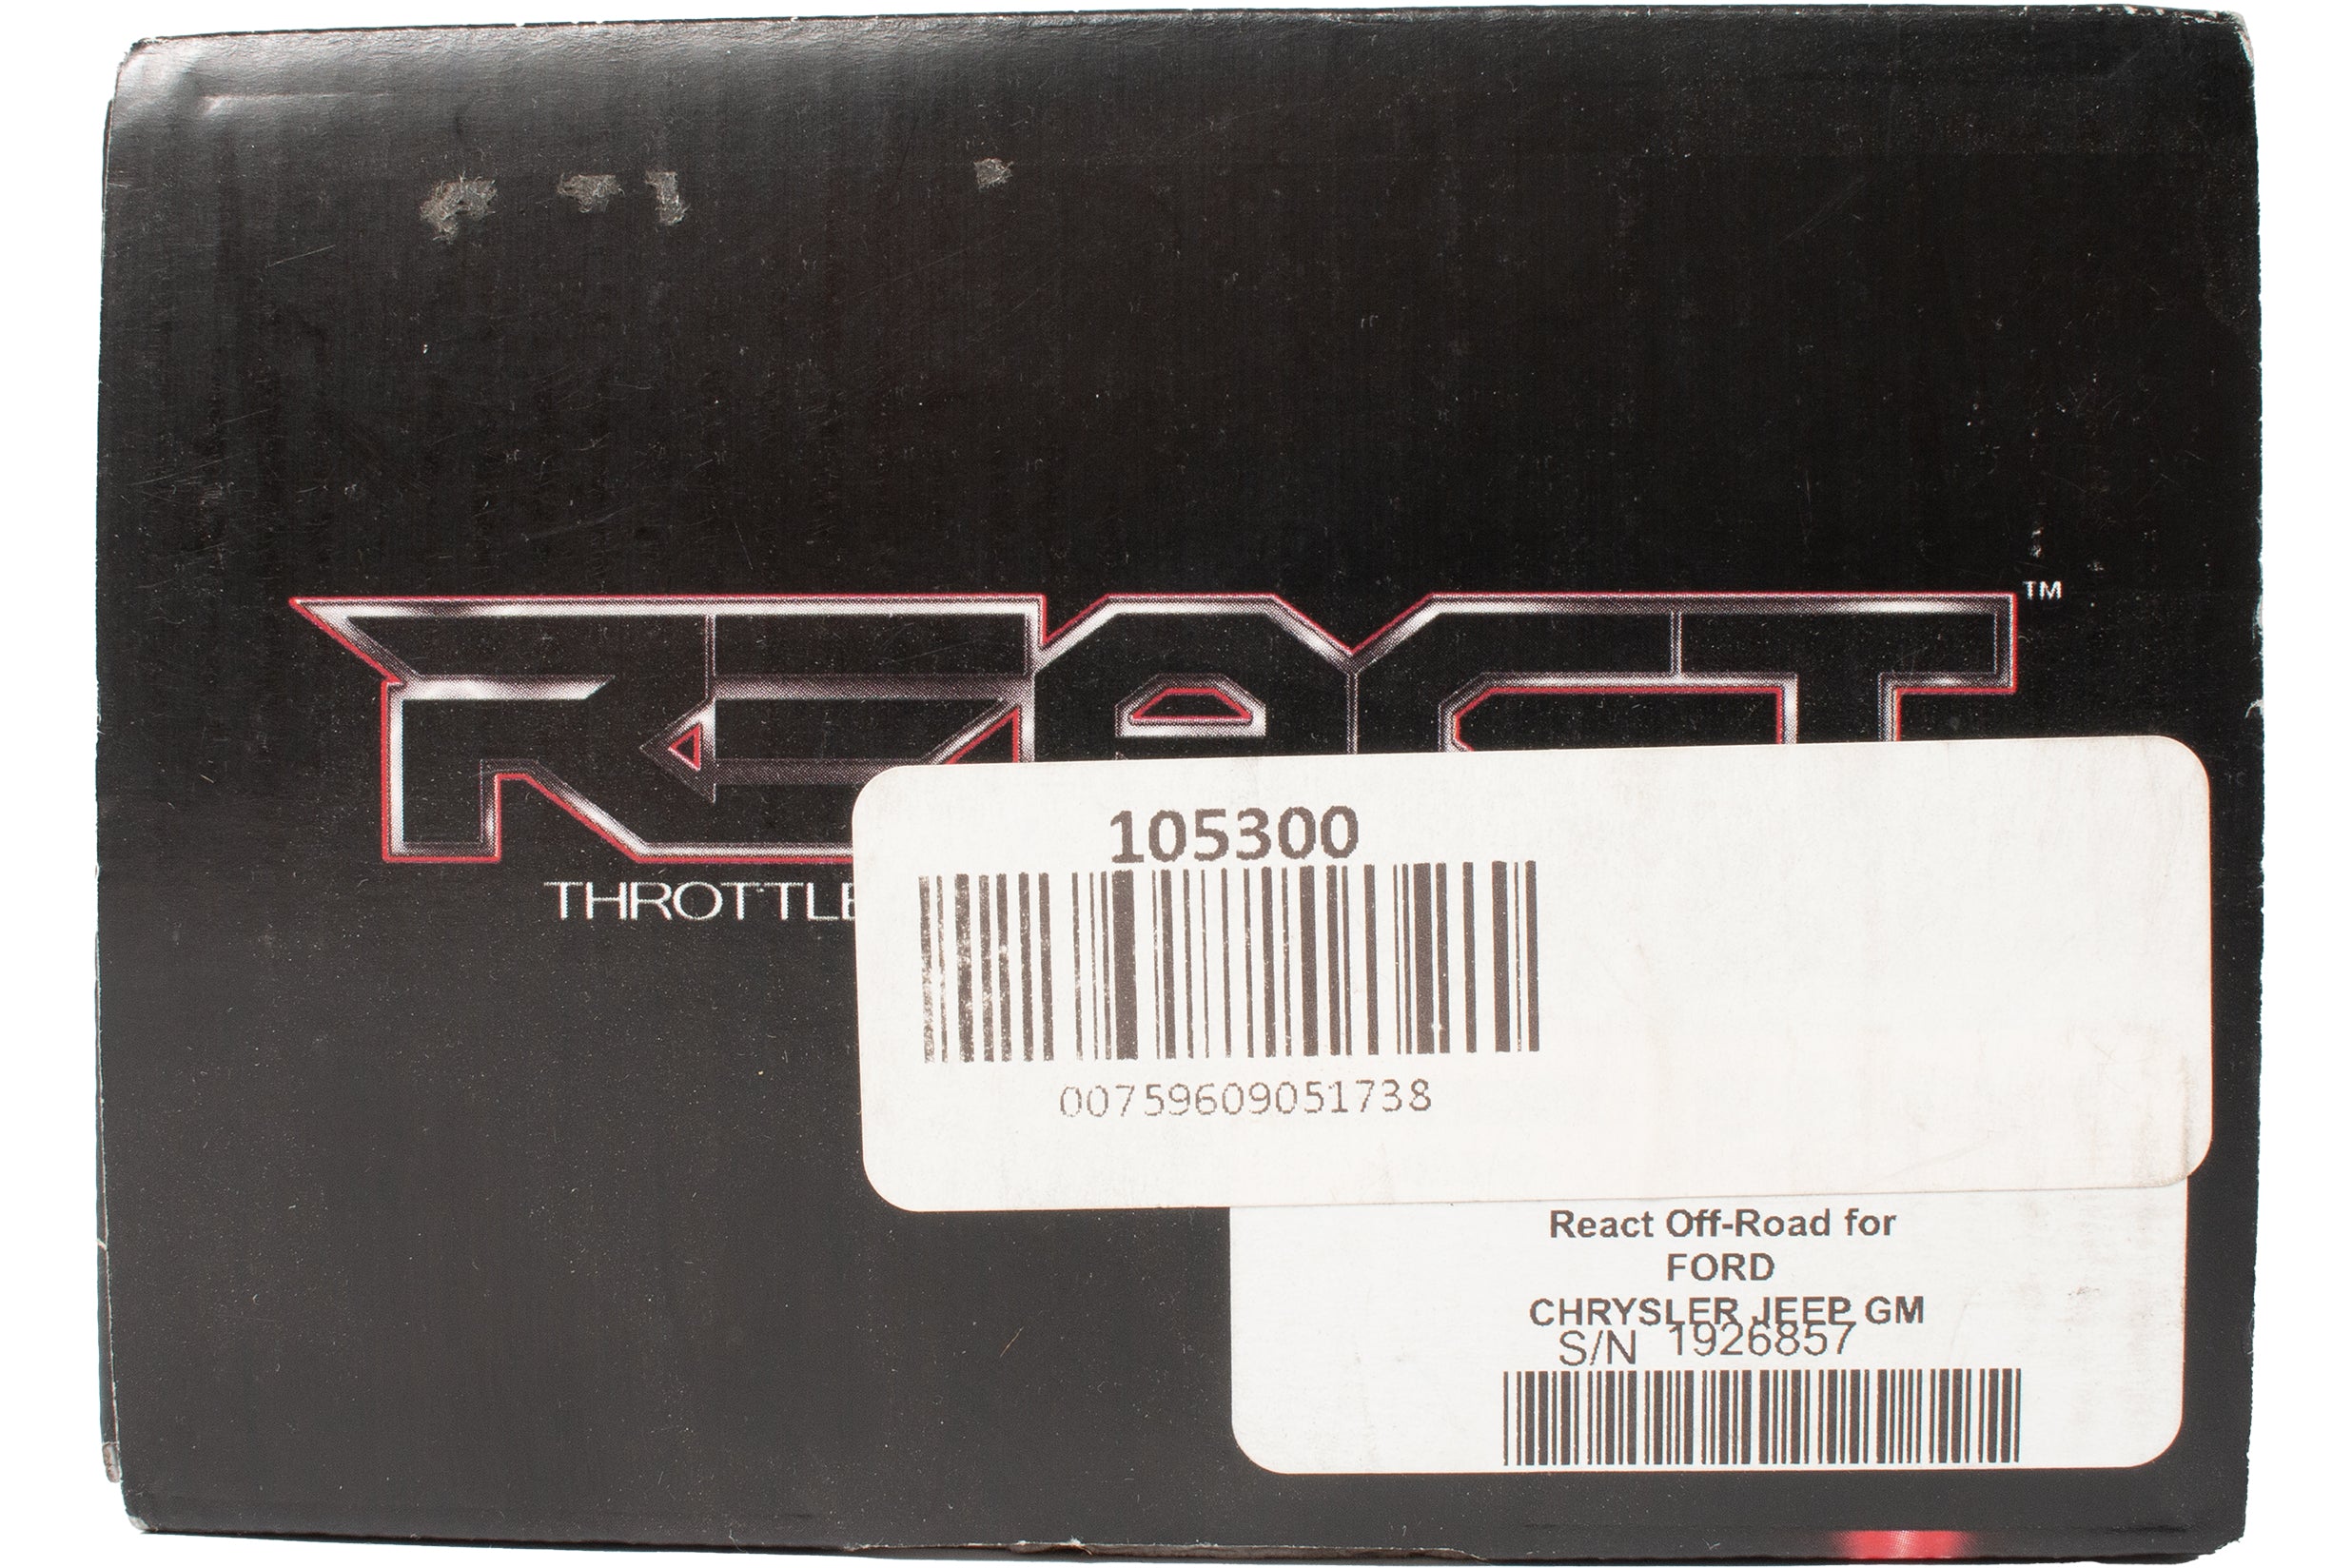 REACT™
THROTTLE
105300
00759609051738
React Off-Road for
FORD
CHRYSLER JEEP GM
S/N 1926857